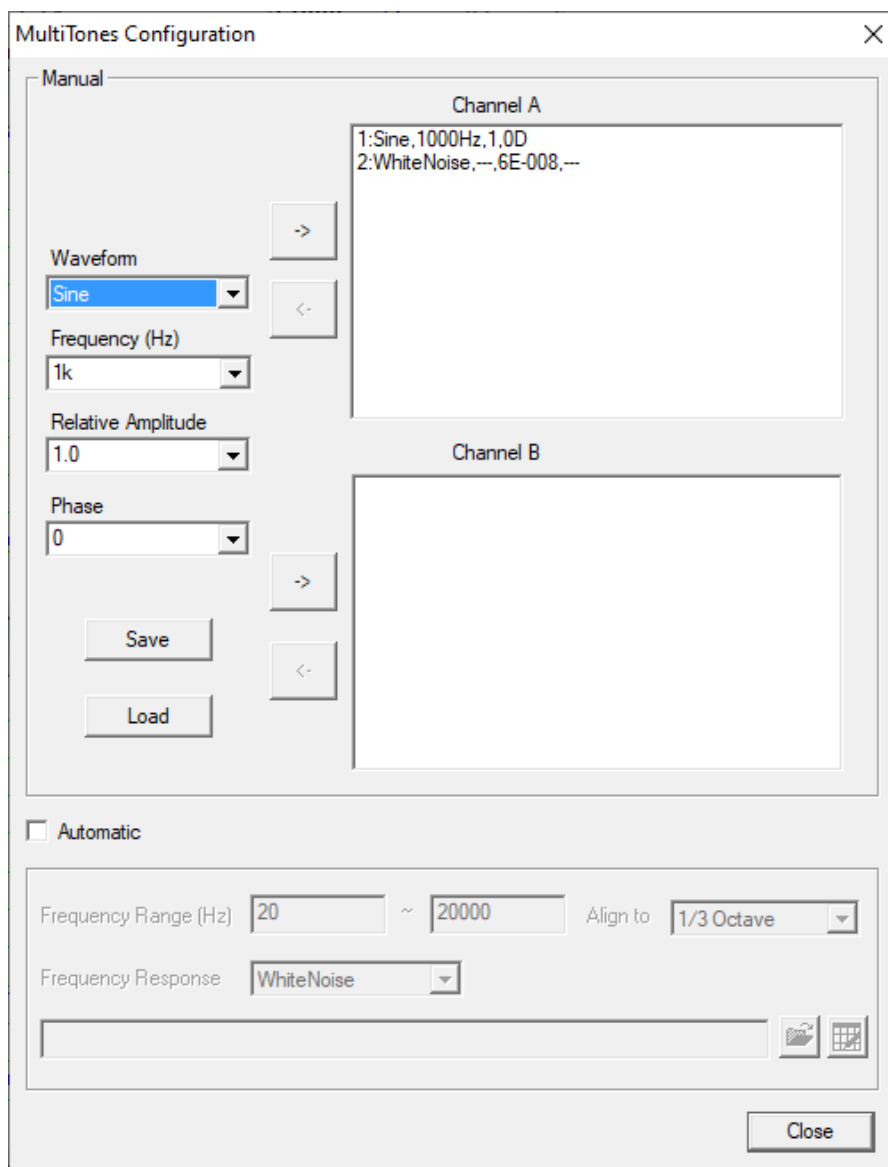 MultiTones Configuration
Manual
Channel A
1:Sine,1000Hz,1,0D
2:WhiteNoise,---,6E-008,---
->
Waveform
Sine
<-
Frequency (Hz)
1k
Relative Amplitude
1.0
Channel B
Phase
0
->
Save
<-
Load
Automatic
Frequency Range (Hz) 20 ~ 20000 Align to 1/3 Octave
Frequency Response WhiteNoise
Close